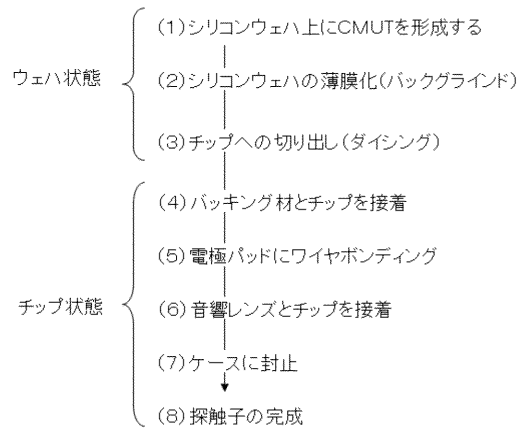 (1)シリコンウェハ上にCMUTを形成する
ウェハ状態
(2)シリコンウェハの薄膜化(バックグラインド)
(3)チップへの切り出し(ダイシング)
(4)バッキング材とチップを接着
(5)電極パッドにワイヤボンディング
チップ状態
(6)音響レンズとチップを接着
(7)ケースに封止
(8)探触子の完成